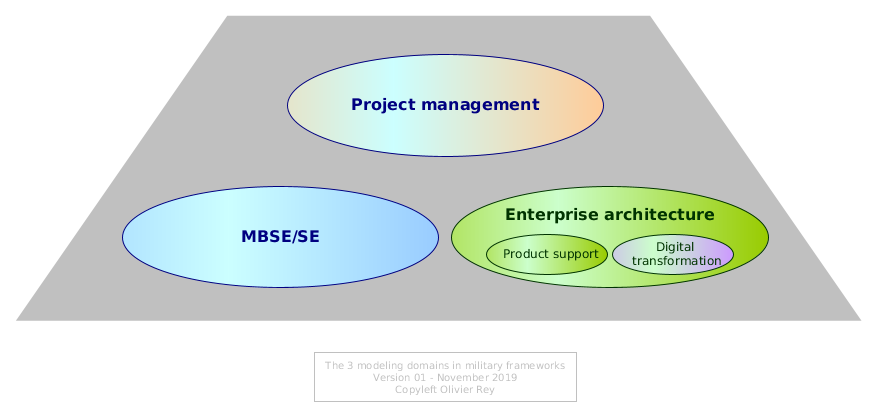 Project management
MBSE/SE
Enterprise architecture
Product support
Digital
transformation
The 3 modeling domains in military frameworks
Version 01 - November 2019
Copyleft Olivier Rey